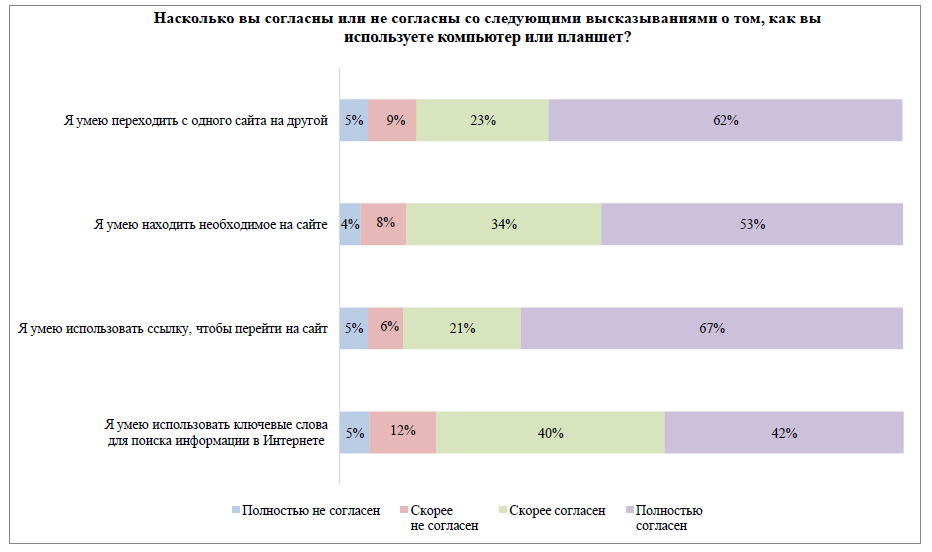 Насколько вы согласны или не согласны со следующими высказываниями о том, как вы
используете компьютер или планшет?
Я умею переходить с одного сайта на другой
5% 9% 23% 62%
Я умею находить необходимое на сайте
4% 8% 34% 53%
Я умею использовать ссылку, чтобы перейти на сайт
5% 6% 21% 67%
Я умею использовать ключевые слова
для поиска информации в Интернете
5% 12% 40% 42%
Полностью не согласен
Скорее
не согласен
Скорее согласен
Полностью
согласен